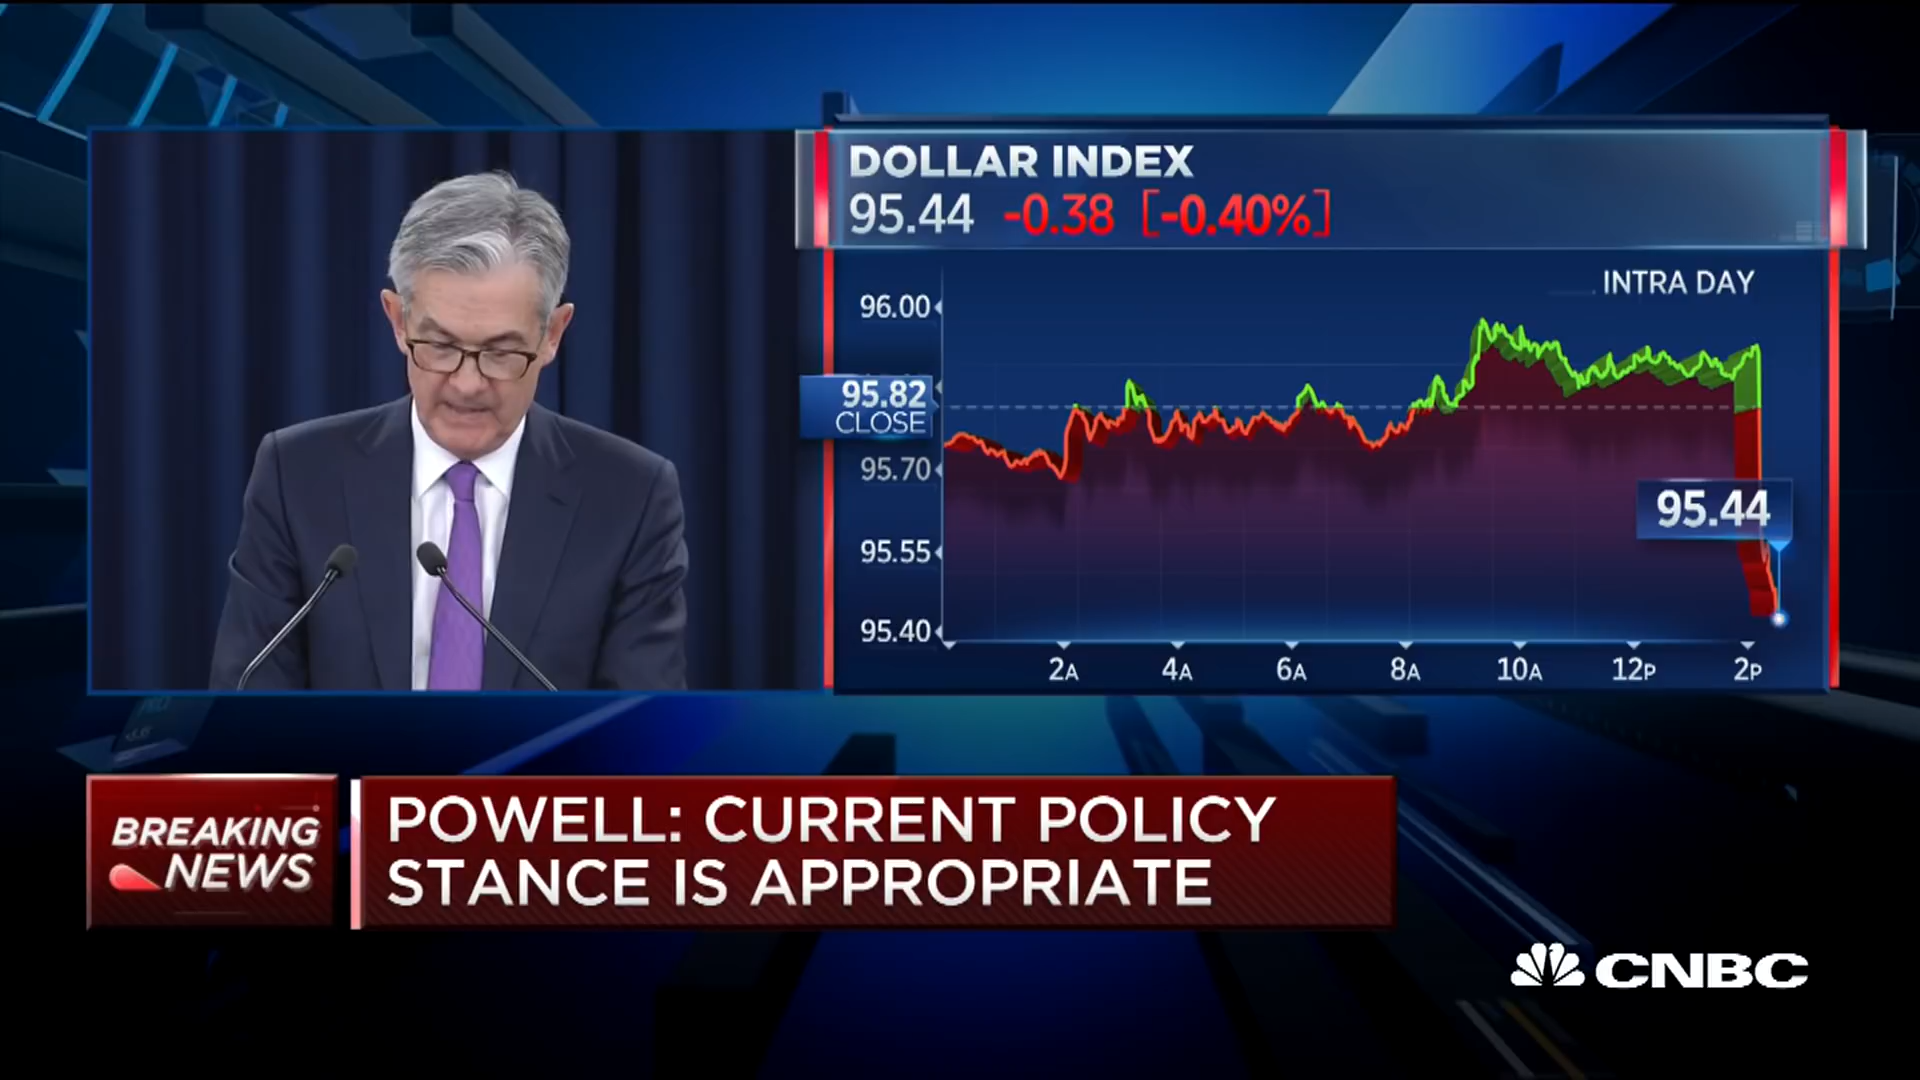 DOLLAR INDEX
95.44 -0.38 [-0.40%]
INTRA DAY
96.00
95.82
CLOSE
95.70
95.44
95.55
95.40
2A 4A 6A 8A 10A 12P 2P
BREAKING
NEWS
POWELL: CURRENT POLICY
STANCE IS APPROPRIATE
CNBC